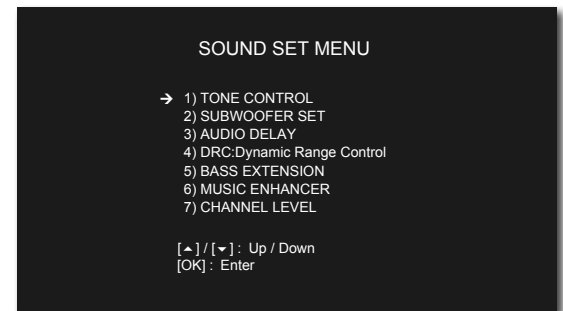 SOUND SET MENU
→ 1) TONE CONTROL
2) SUBWOOFER SET
3) AUDIO DELAY
4) DRC:Dynamic Range Control
5) BASS EXTENSION
6) MUSIC ENHANCER
7) CHANNEL LEVEL
[▲] / [▼] : Up / Down
[OK] : Enter